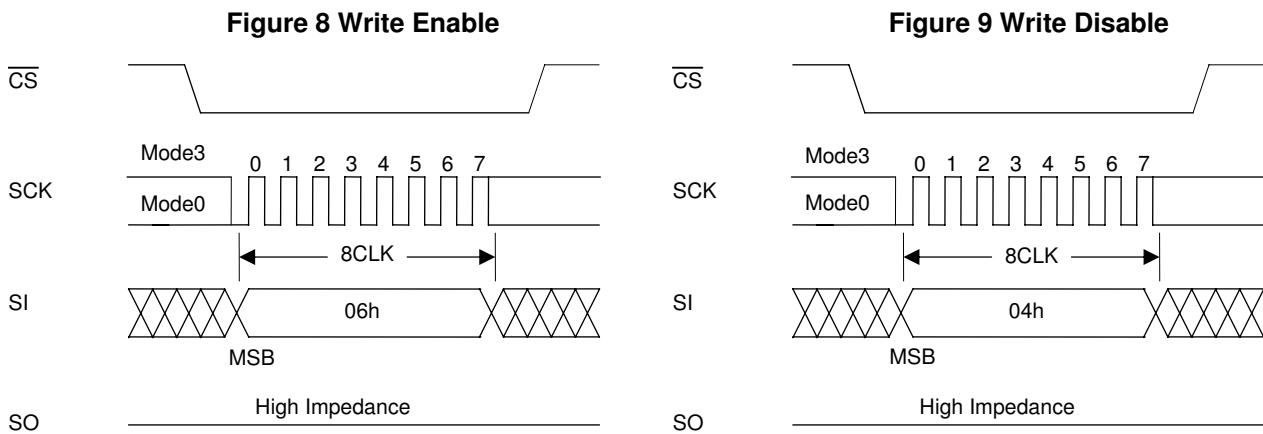 Figure 8 Write Enable
CS
Mode3
0 1 2 3 4 5 6 7
SCK
Mode0
8CLK
SI
06h
MSB
High Impedance
SO
Figure 9 Write Disable
CS
Mode3
0 1 2 3 4 5 6 7
SCK
Mode0
8CLK
SI
04h
MSB
High Impedance
SO